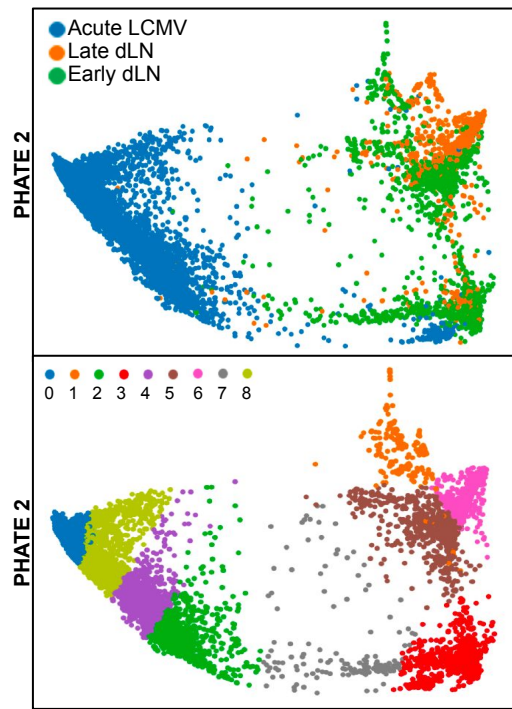 Acute LCMV
Late dLN
Early dLN
PHATE 2
0 1 2 3 4 5 6 7 8
PHATE 2